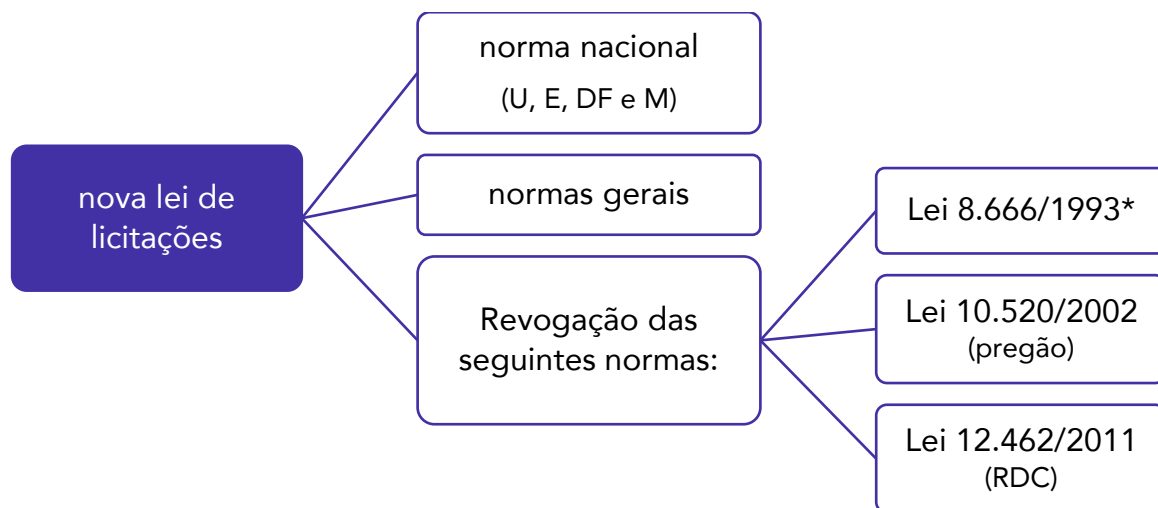 norma nacional
(U, E, DF e M)
nova lei de
licitações
normas gerais
Revogação das
seguintes normas:
Lei 8.666/1993*
Lei 10.520/2002
(pregão)
Lei 12.462/2011
(RDC)